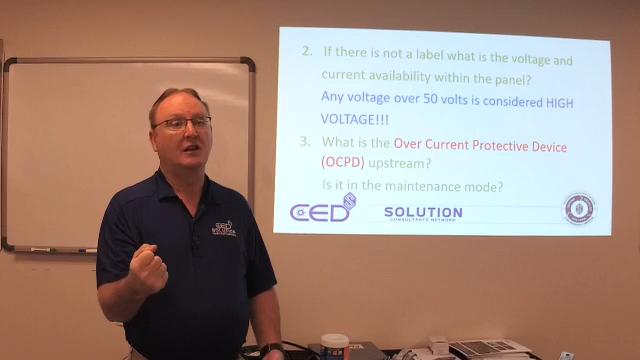 2. If there is not a label what is the voltage and
current availability within the panel?
Any voltage over 50 volts is considered HIGH
VOLTAGE!!!
3. What is the Over Current Protective Device
(OCPD) upstream?
Is it in the maintenance mode?
CED
SOLUTION
CONSULTANTS NETWORK
CED
SOLUTION